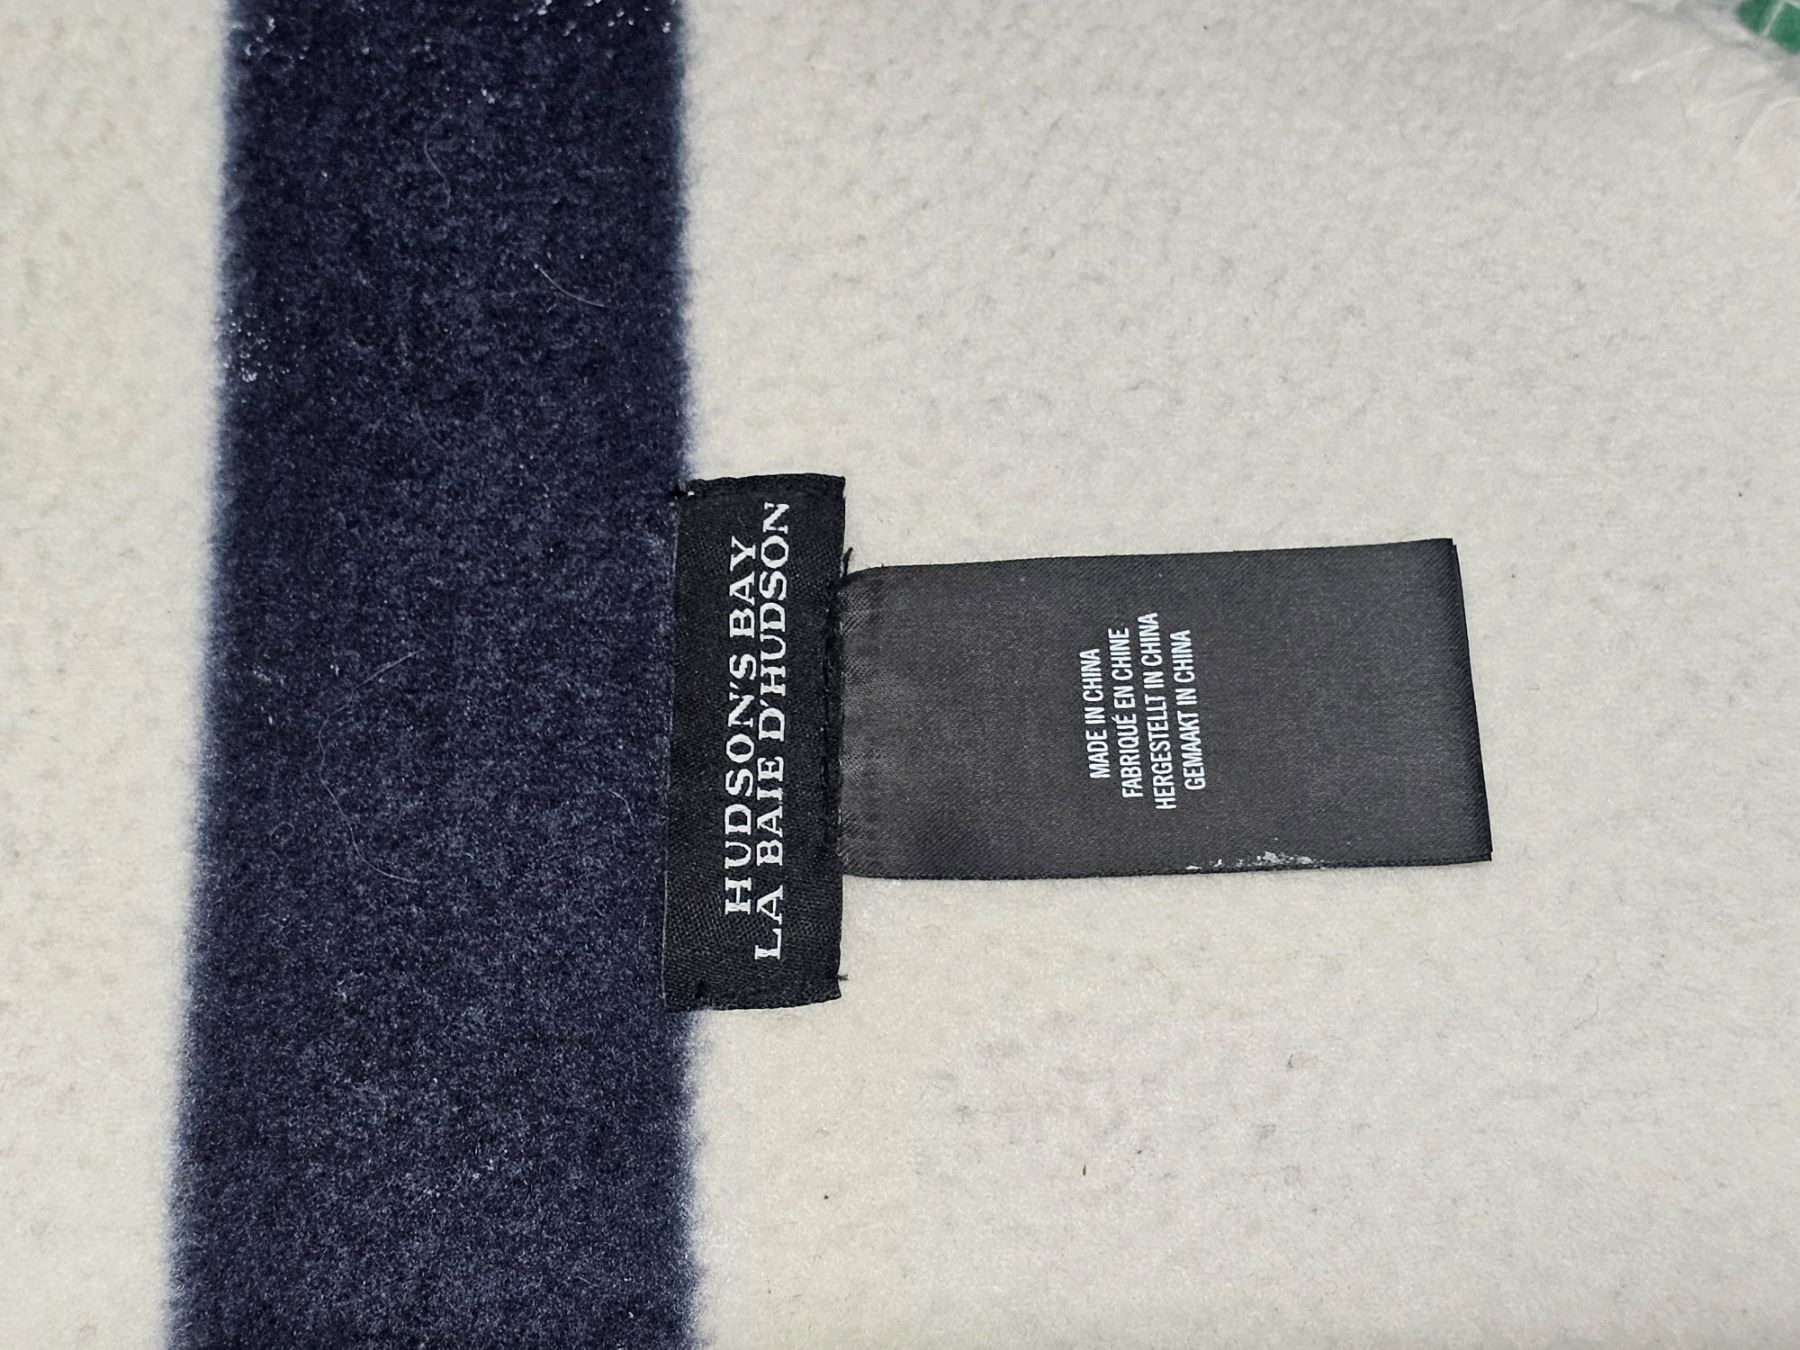 HUDSON'S BAY
LA BAIE D'HUDSON
MADE IN CHINA
FABRIQUÉ EN CHINE
HERGESTELLT IN CHINA
GEMAAKT IN CHINA